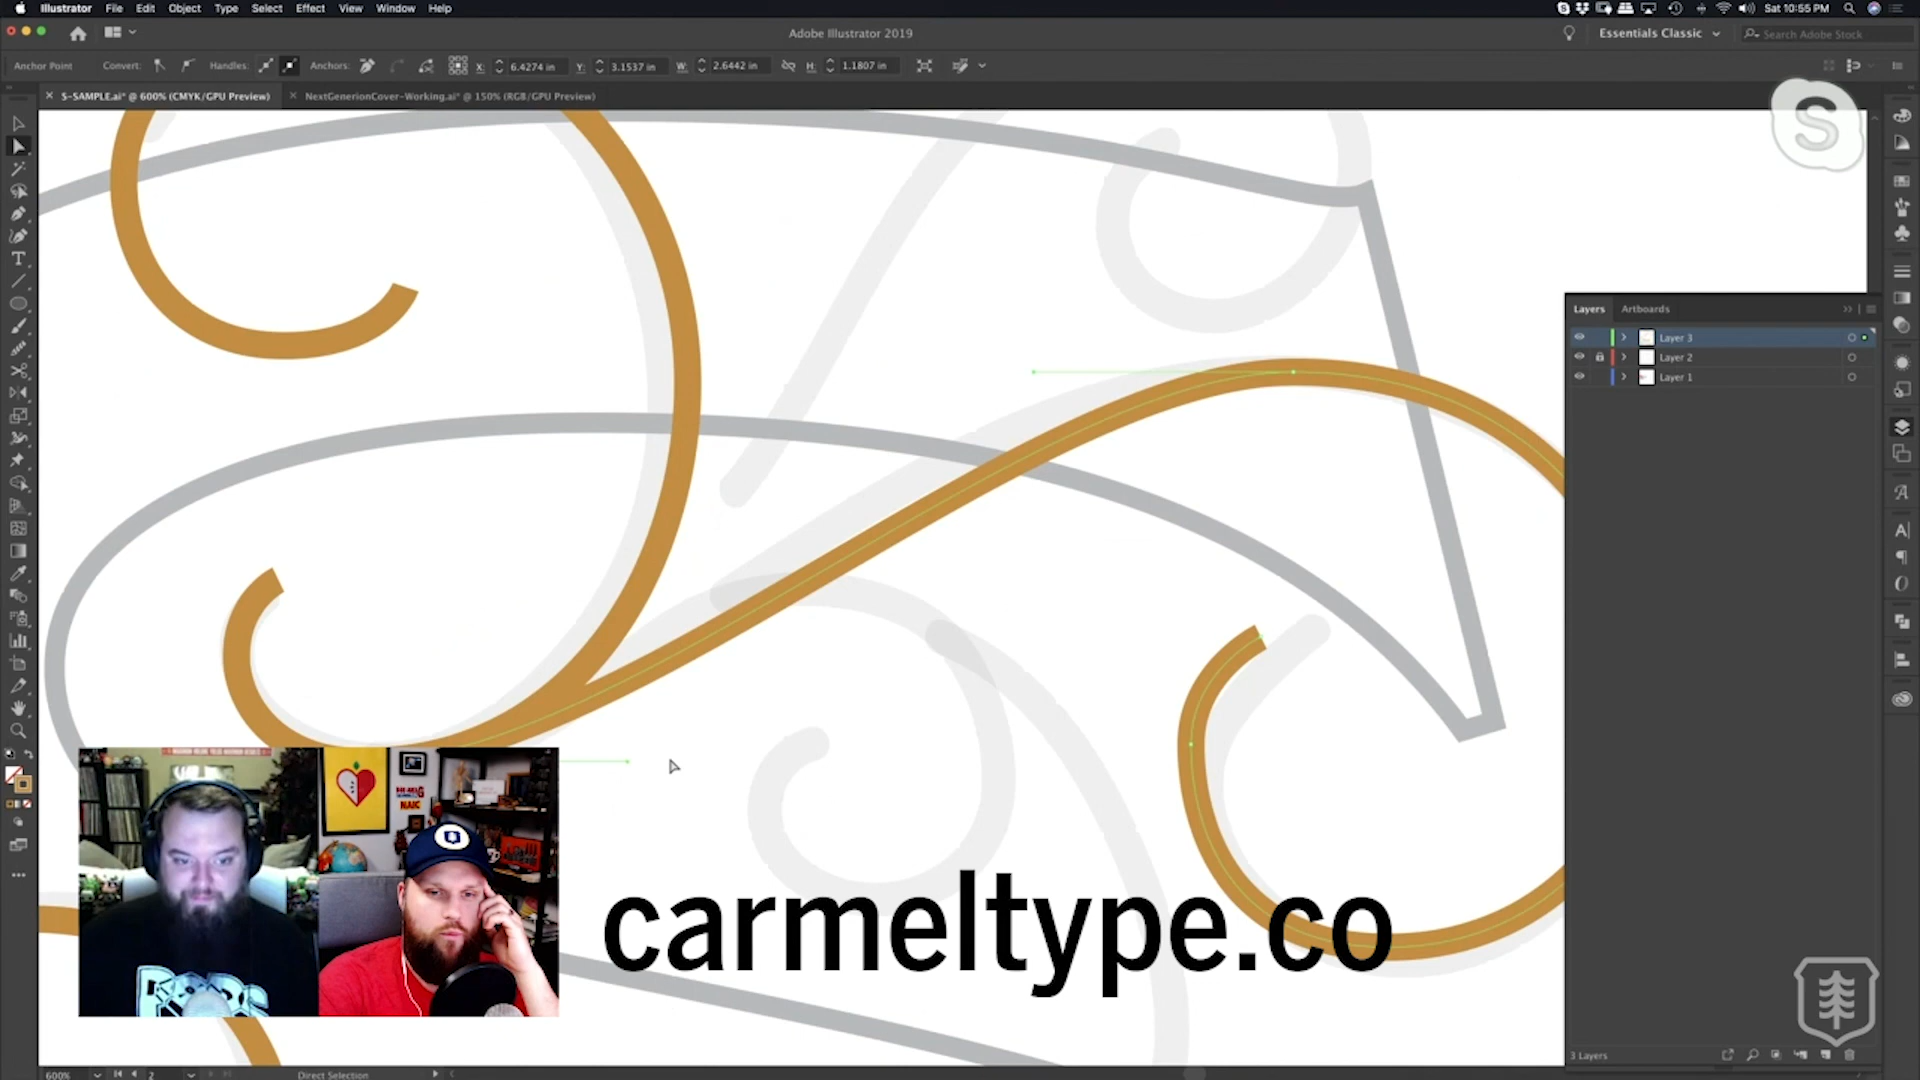 Illustrator File Edit Object Type Select Effect View Window Help
Sat 10:55 PM
Adobe Illustrator 2019
Essentials Classic
Search Adobe Stock
Anchor Point Convert: Handles: Anchors: X: 6.4274 in Y: 3.1537 in W: 2.6442 in H: 1.1807 in
S-SAMPLE.ai* @ 600% (CMYK/GPU Preview) NextGenerionCover-Working.ai* @ 150% (RGB/GPU Preview)
S
Layers Artboards
Layer 3
Layer 2
Layer 1
NAIC
carmeltype.co
3 Layers
600% 2 Direct Selection